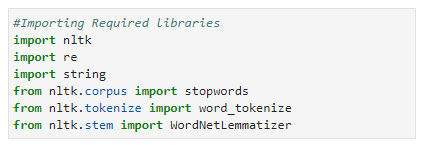 #Importing Required libraries
import nltk
import re
import string
from nltk.corpus import stopwords
from nltk.tokenize import word_tokenize
from nltk.stem import WordNetLemmatizer